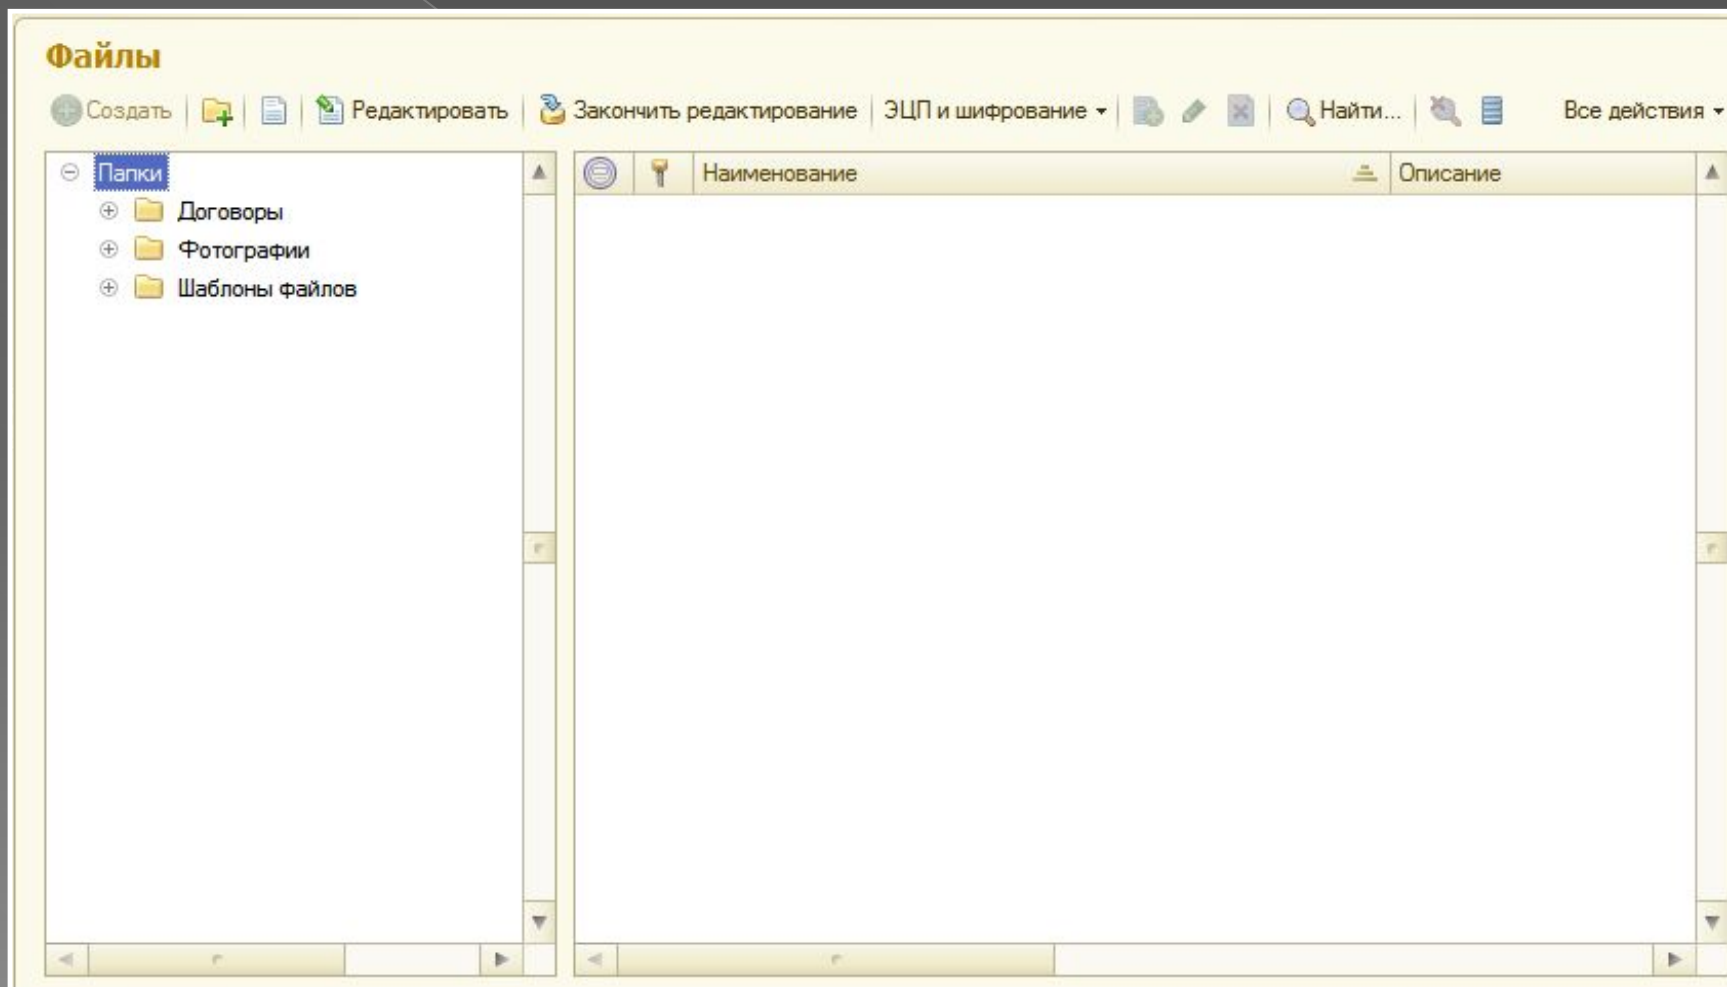 Файлы
Создать Редактировать Закончить редактирование ЭЦП и шифрование Найти... Все действия
Папки
Договоры
Фотографии
Шаблоны файлов
Наименование Описание